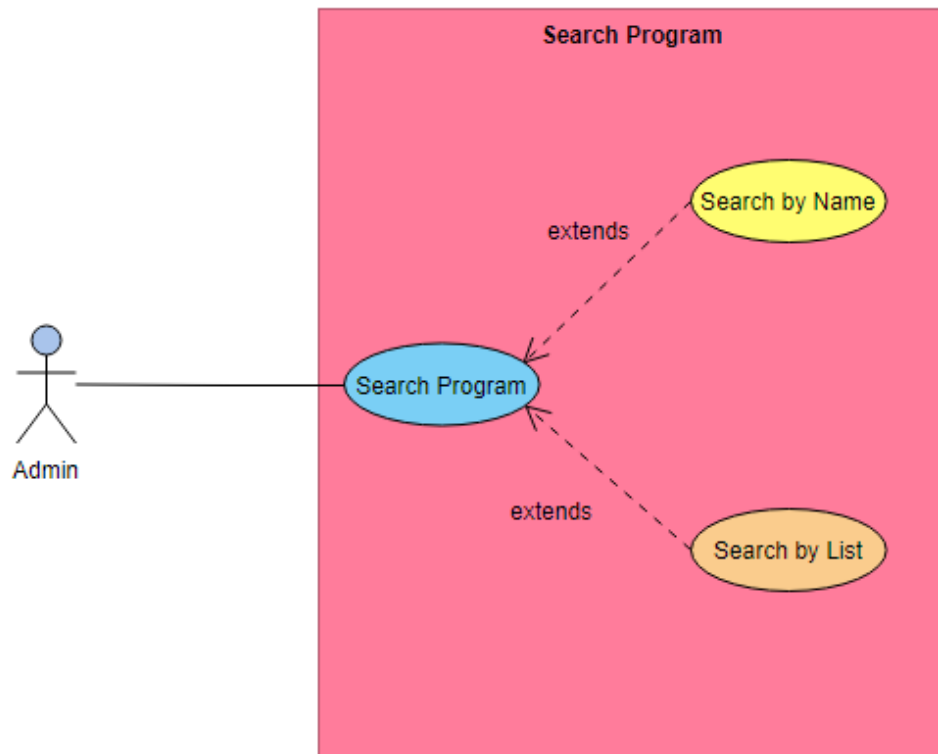 Search Program
Search by Name
extends
Search Program
Admin
extends
Search by List